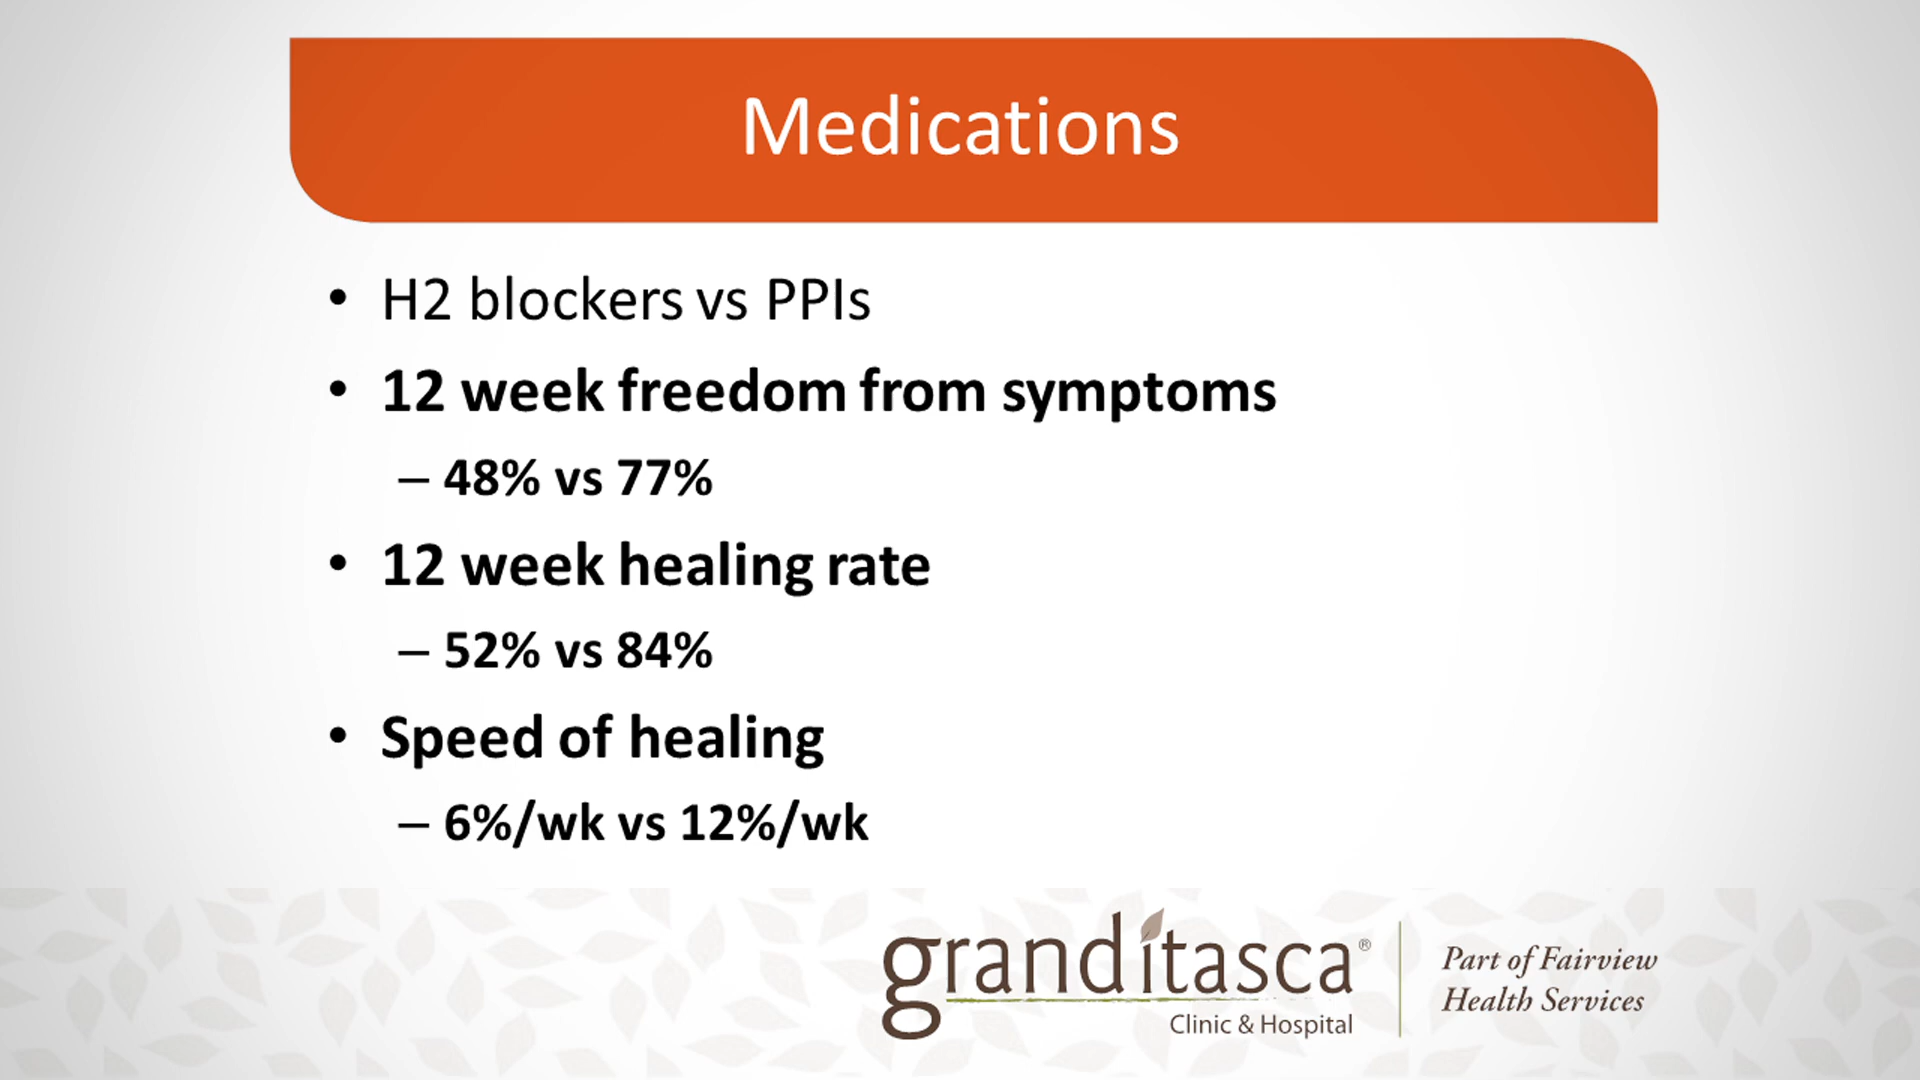 Medications
• H2 blockers vs PPIs
• 12 week freedom from symptoms
– 48% vs 77%
• 12 week healing rate
– 52% vs 84%
• Speed of healing
– 6%/wk vs 12%/wk
granditasca®
Clinic & Hospital
Part of Fairview
Health Services